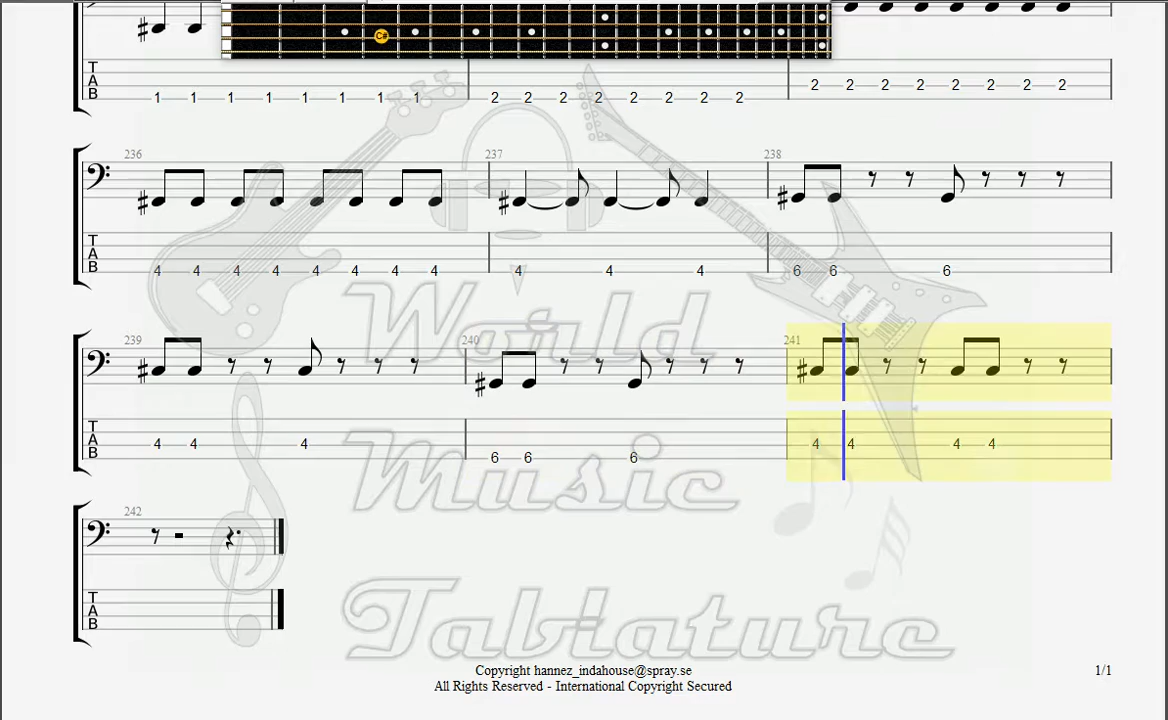 C#
T 2 2 2 2 2 2 2 2
A
B 1 1 1 1 1 1 1 1 2 2 2 2 2 2 2 2
236 237 238
T
A
B 4 4 4 4 4 4 4 4 4 4 4 6 6 6
World
239 240 241
T
A 4 4 4 4 4 4 4
B 6 6 6
Music
242
T
A
B
Tablature
Copyright hannez_indahouse@spray.se 1/1
All Rights Reserved - International Copyright Secured